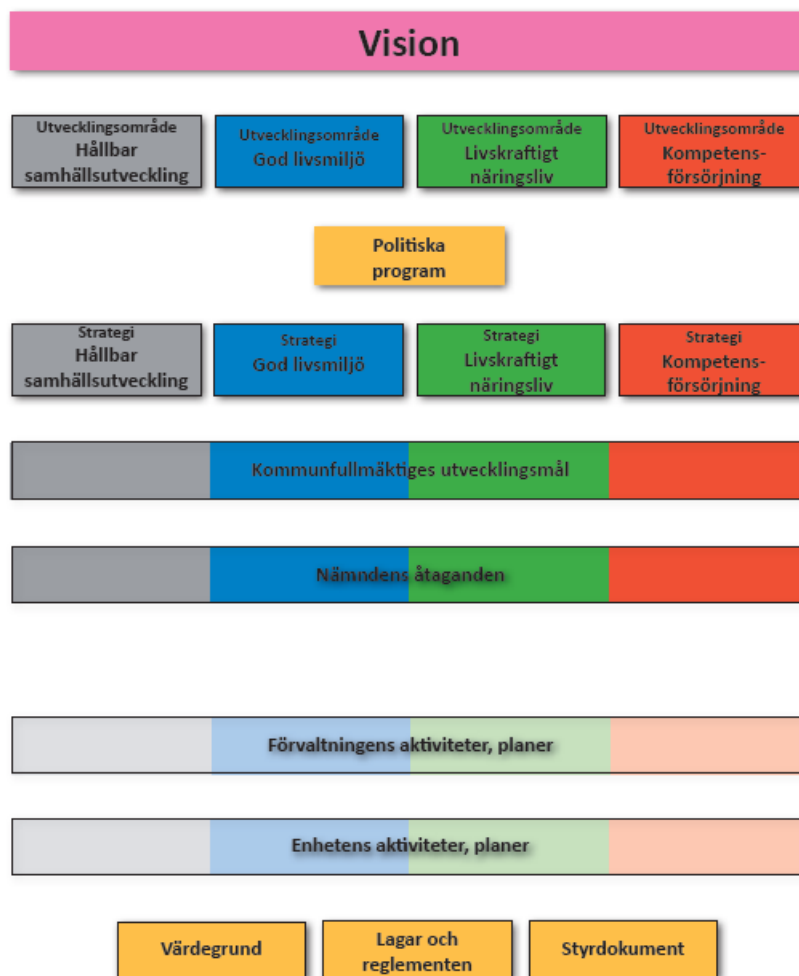 Vision
Utvecklingsområde
Hållbar
samhällsutveckling
Utvecklingsområde
God livsmiljö
Utvecklingsområde
Livskraftigt
näringsliv
Utvecklingsområde
Kompetens-
försörjning
Politiska
program
Strategi
Hållbar
samhällsutveckling
Strategi
God livsmiljö
Strategi
Livskraftigt
näringsliv
Strategi
Kompetens-
försörjning
Kommunfullmäktiges utvecklingsmål
Nämndens åtaganden
Förvaltningens aktiviteter, planer
Enhetens aktiviteter, planer
Värdegrund
Lagar och
reglementen
Styrdokument